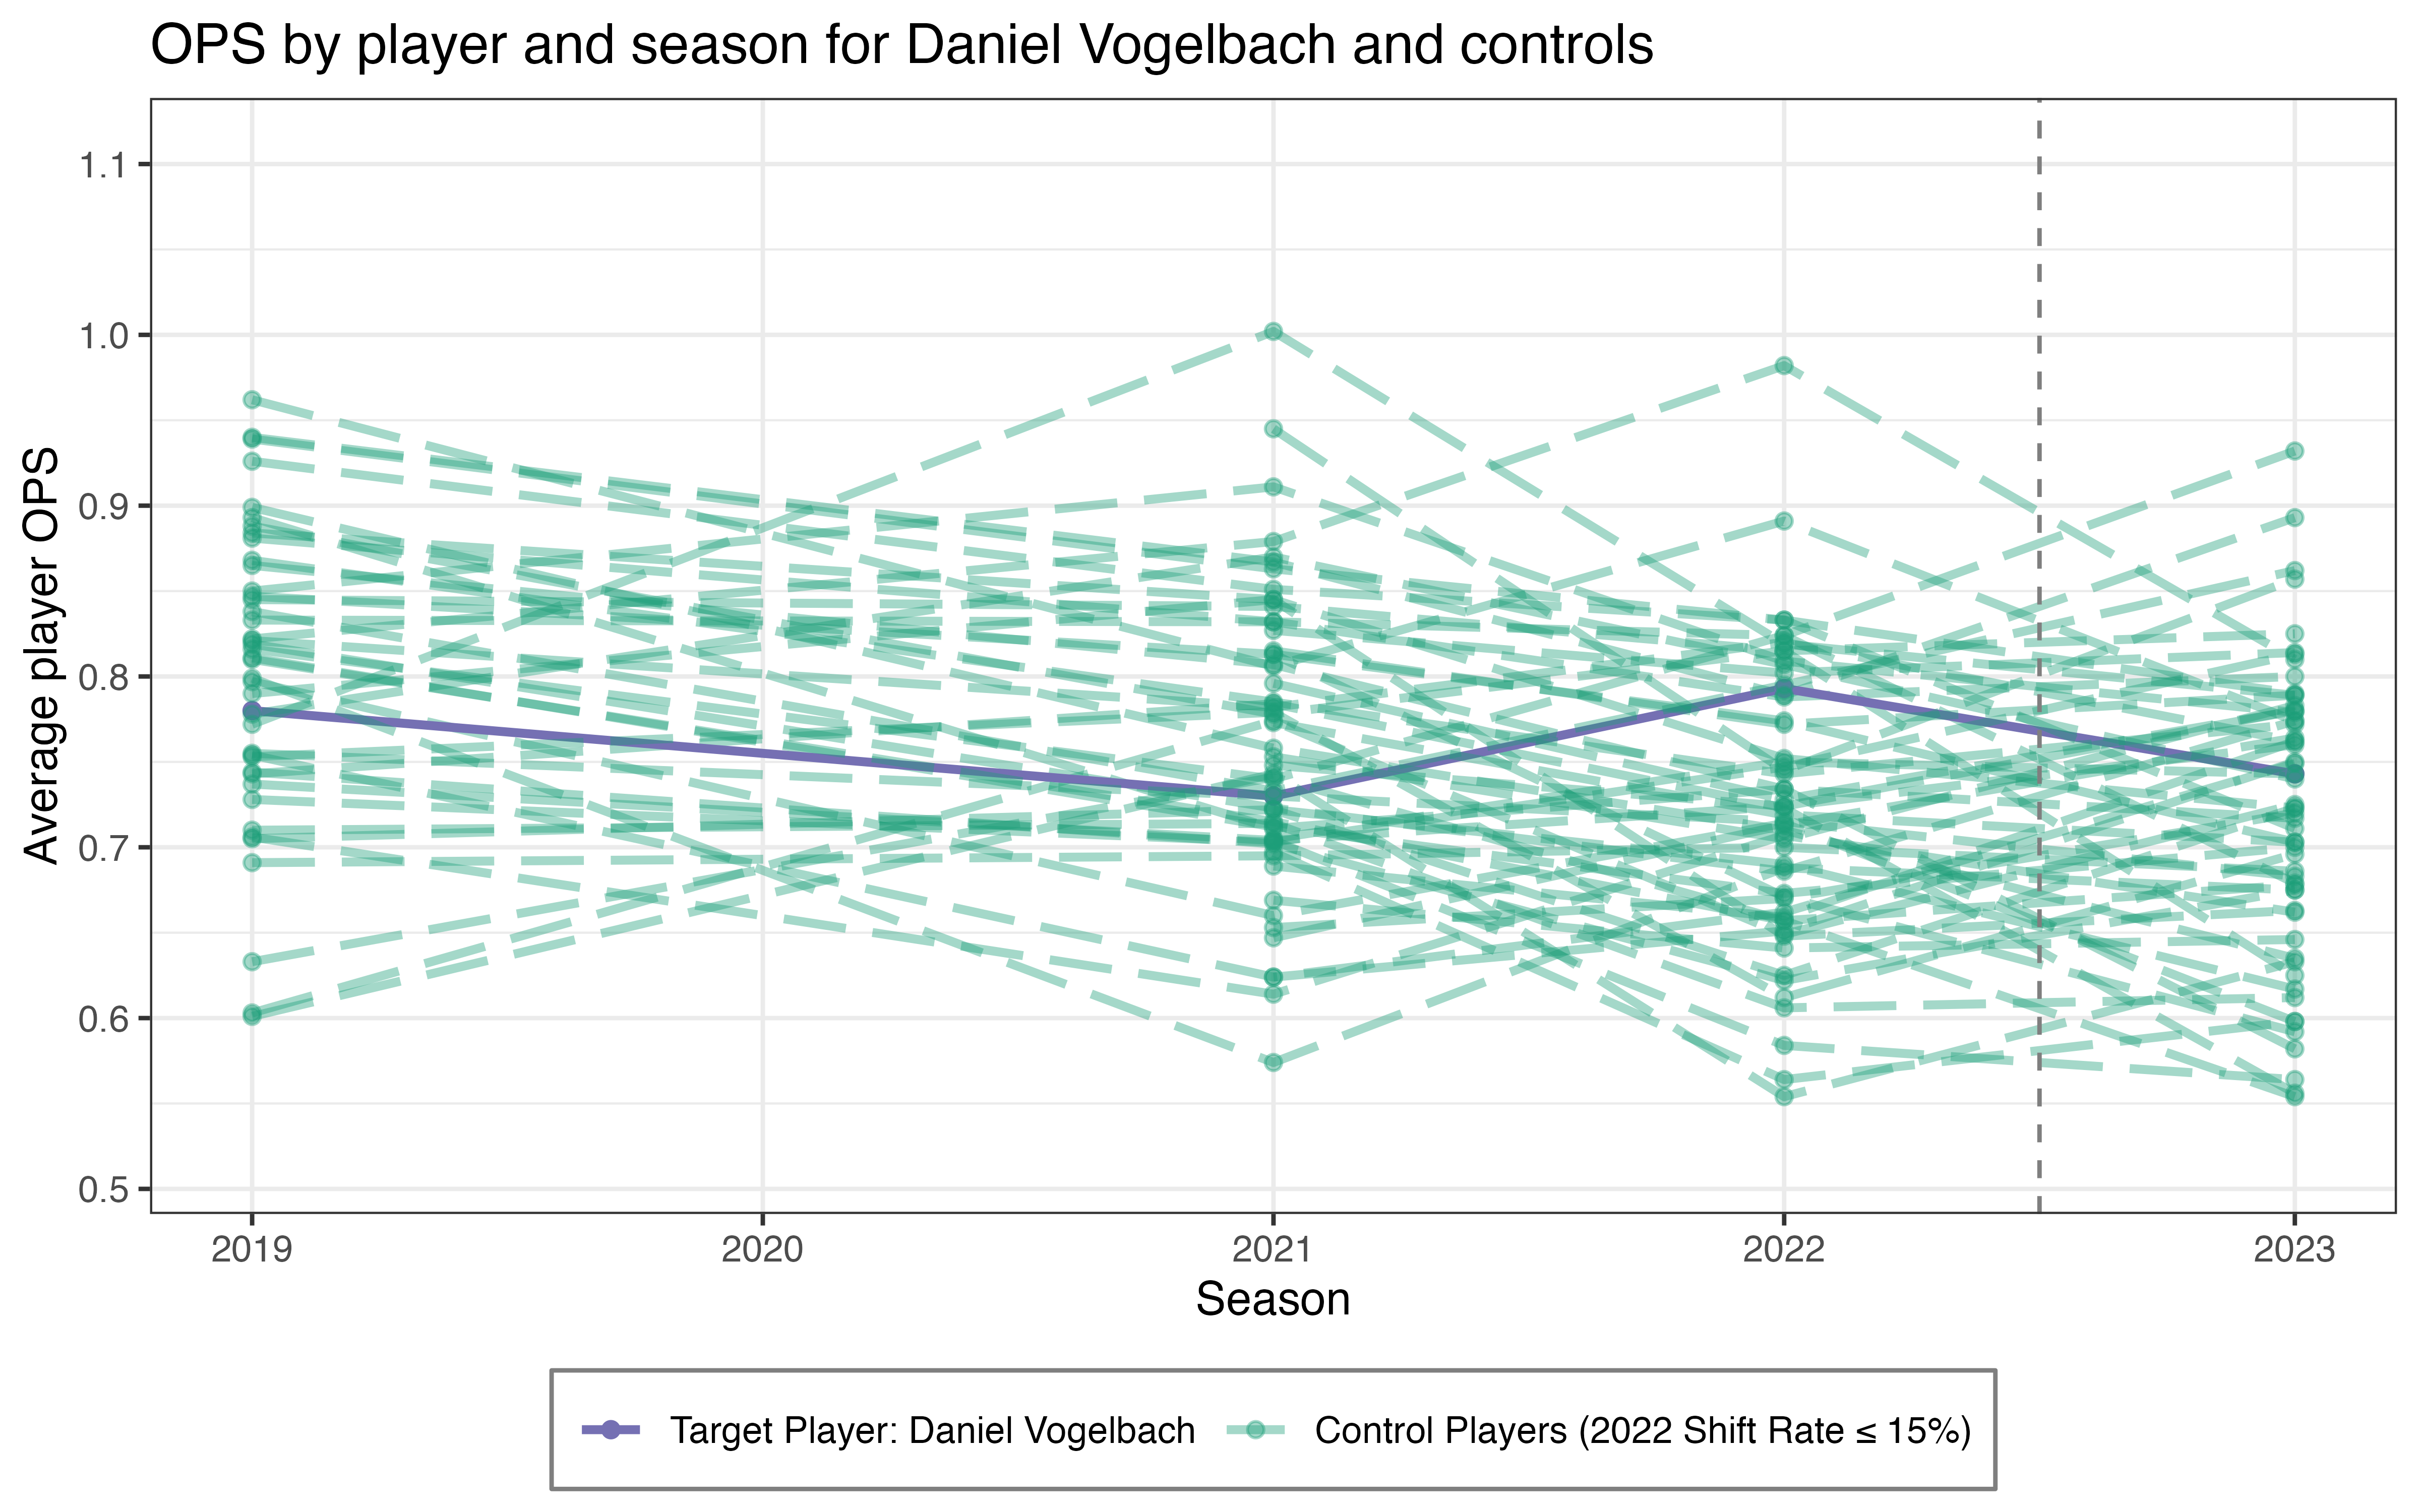 OPS by player and season for Daniel Vogelbach and controls
Average player OPS
1.1
1.0
0.9
0.8
0.7
0.6
0.5
2019 2020 2021 2022 2023
Season
Target Player: Daniel Vogelbach Control Players (2022 Shift Rate ≤ 15%)